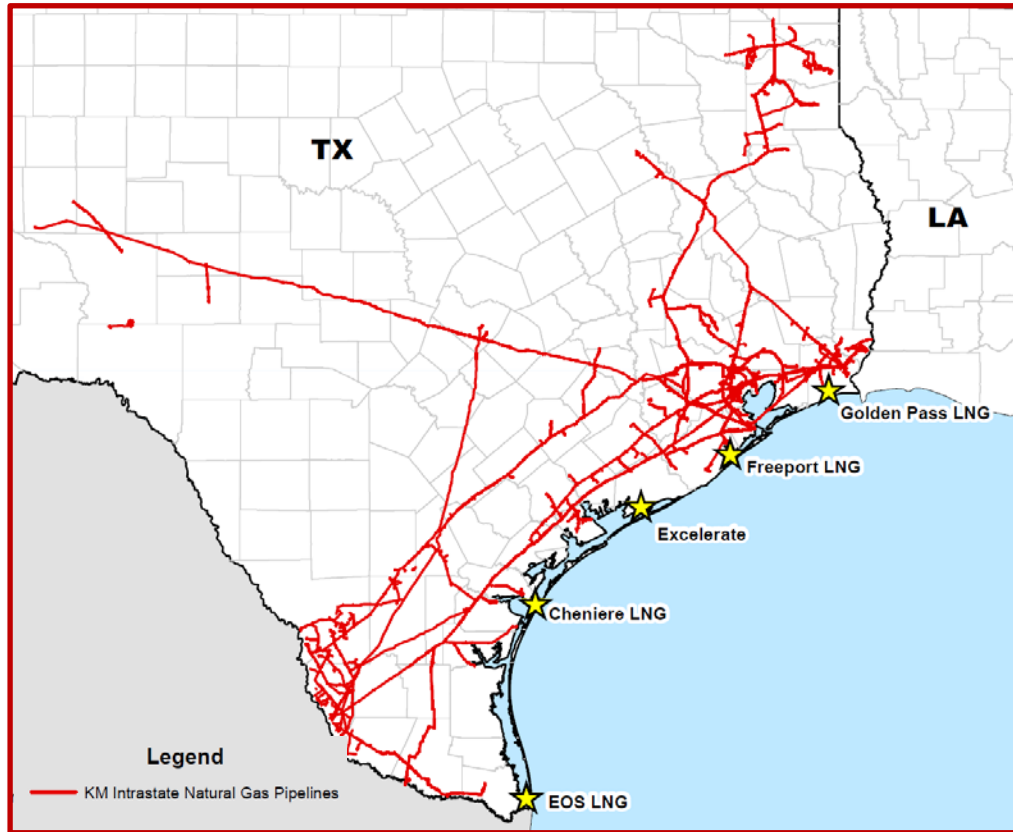 TX
LA
Golden Pass LNG
Freeport LNG
Excelerate
Cheniere LNG
EOS LNG
Legend
KM Intrastate Natural Gas Pipelines